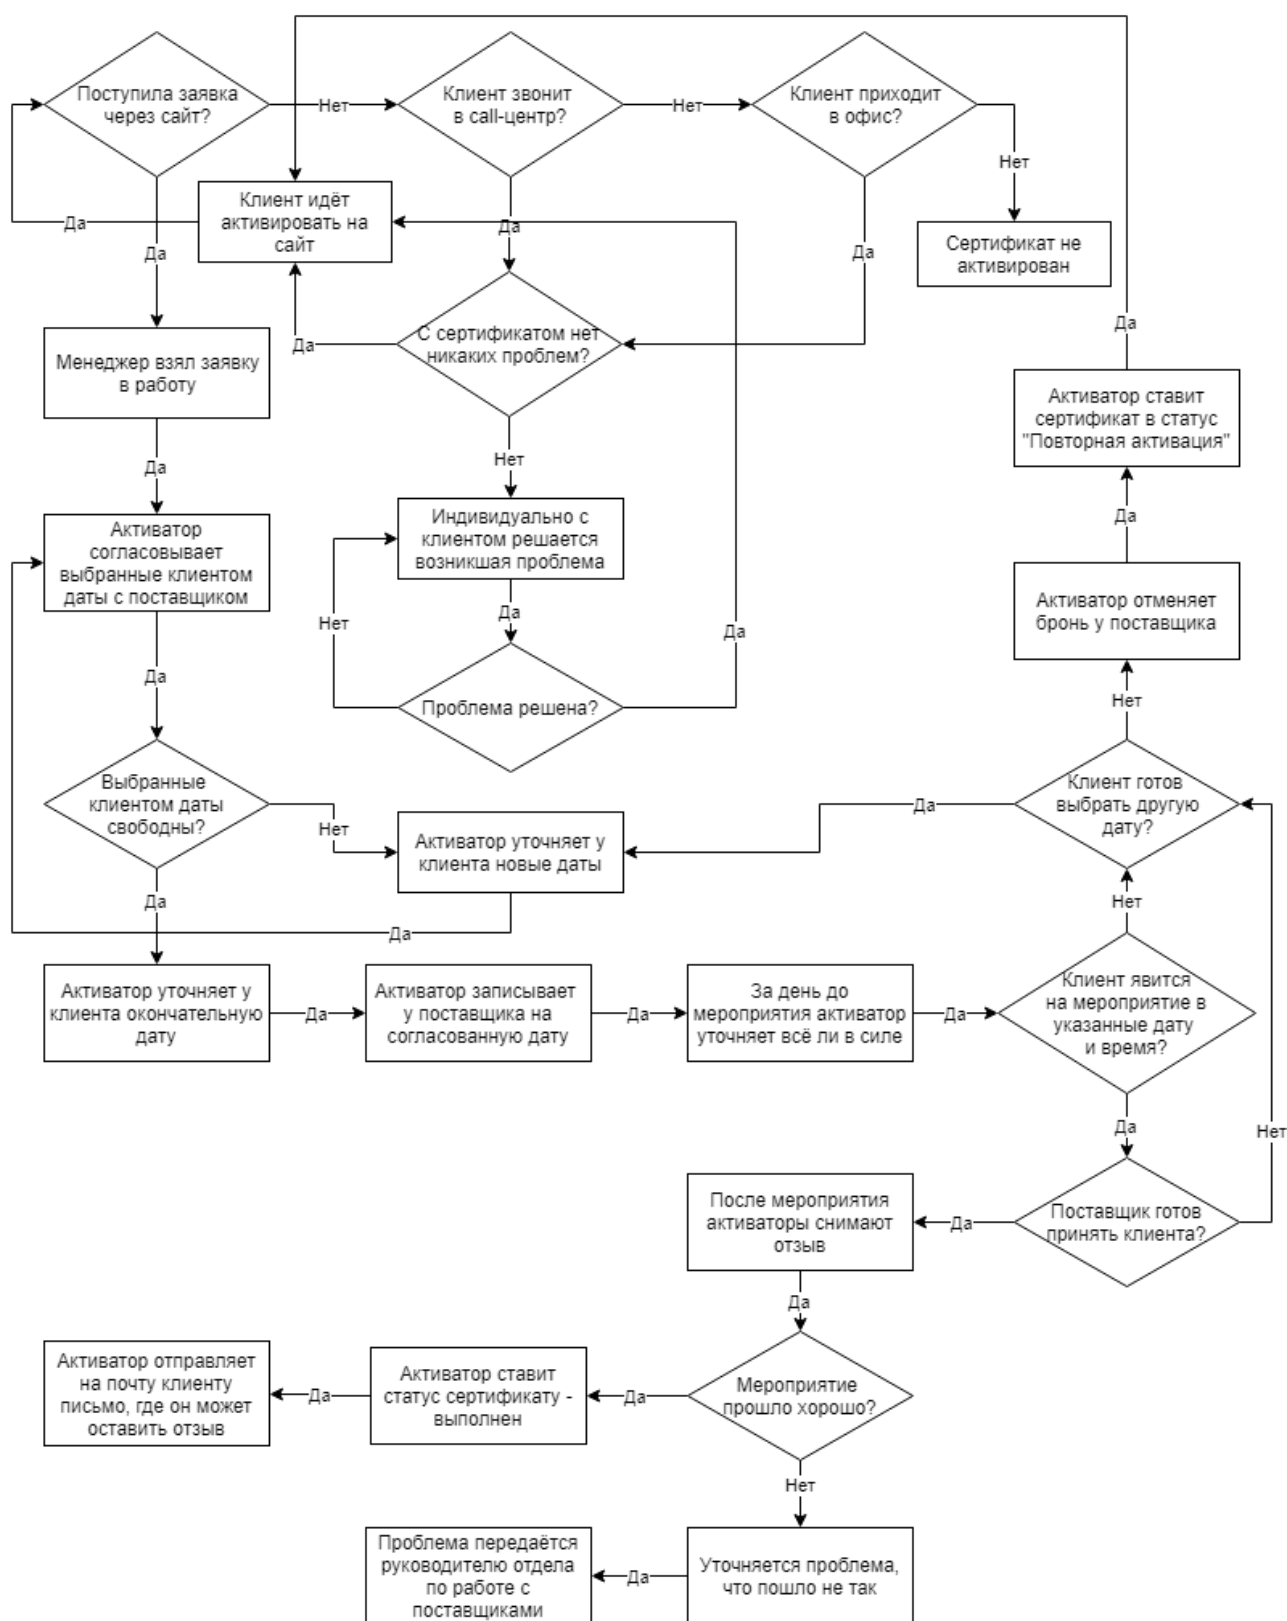 Поступила заявка
через сайт?
Нет
Клиент звонит
в call-центр?
Нет
Клиент приходит
в офис?
Нет
Клиент идёт
активировать на
сайт
Да
Да
Да
Да
Сертификат не
активирован
С сертификатом нет
никаких проблем?
Да
Да
Менеджер взял заявку
в работу
Активатор ставит
сертификат в статус
"Повторная активация"
Да
Нет
Да
Активатор
согласовывает
выбранные клиентом
даты с поставщиком
Индивидуально с
клиентом решается
возникшая проблема
Нет
Да
Да
Активатор отменяет
бронь у поставщика
Да
Проблема решена?
Нет
Выбранные
клиентом даты
свободны?
Нет
Активатор уточняет у
клиента новые даты
Да
Клиент готов
выбрать другую
дату?
Да
Да
Нет
Активатор уточняет у
клиента окончательную
дату
Да
Активатор записывает
у поставщика на
согласованную дату
Да
За день до
мероприятия активатор
уточняет всё ли в силе
Да
Клиент явится
на мероприятие в
указанные дату
и время?
Да
Нет
После мероприятия
активаторы снимают
отзыв
Да
Поставщик готов
принять клиента?
Да
Активатор отправляет
на почту клиенту
письмо, где он может
оставить отзыв
Да
Активатор ставит
статус сертификату -
выполнен
Да
Мероприятие
прошло хорошо?
Нет
Проблема передаётся
руководителю отдела
по работе с
поставщиками
Да
Уточняется проблема,
что пошло не так